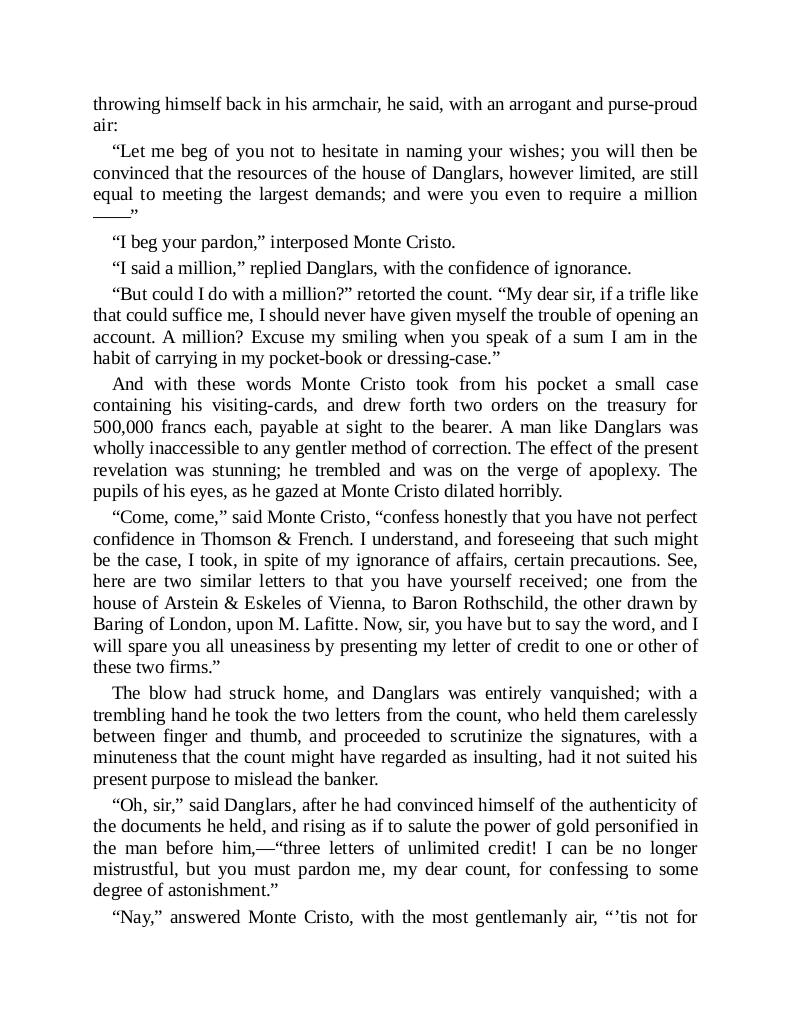 throwing himself back in his armchair, he said, with an arrogant and purse-proud
air:
“Let me beg of you not to hesitate in naming your wishes; you will then be
convinced that the resources of the house of Danglars, however limited, are still
equal to meeting the largest demands; and were you even to require a million
——”
“I beg your pardon,” interposed Monte Cristo.
“I said a million,” replied Danglars, with the confidence of ignorance.
“But could I do with a million?” retorted the count. “My dear sir, if a trifle like
that could suffice me, I should never have given myself the trouble of opening an
account. A million? Excuse my smiling when you speak of a sum I am in the
habit of carrying in my pocket-book or dressing-case.”
And with these words Monte Cristo took from his pocket a small case
containing his visiting-cards, and drew forth two orders on the treasury for
500,000 francs each, payable at sight to the bearer. A man like Danglars was
wholly inaccessible to any gentler method of correction. The effect of the present
revelation was stunning; he trembled and was on the verge of apoplexy. The
pupils of his eyes, as he gazed at Monte Cristo dilated horribly.
“Come, come,” said Monte Cristo, “confess honestly that you have not perfect
confidence in Thomson & French. I understand, and foreseeing that such might
be the case, I took, in spite of my ignorance of affairs, certain precautions. See,
here are two similar letters to that you have yourself received; one from the
house of Arstein & Eskeles of Vienna, to Baron Rothschild, the other drawn by
Baring of London, upon M. Lafitte. Now, sir, you have but to say the word, and I
will spare you all uneasiness by presenting my letter of credit to one or other of
these two firms.”
The blow had struck home, and Danglars was entirely vanquished; with a
trembling hand he took the two letters from the count, who held them carelessly
between finger and thumb, and proceeded to scrutinize the signatures, with a
minuteness that the count might have regarded as insulting, had it not suited his
present purpose to mislead the banker.
“Oh, sir,” said Danglars, after he had convinced himself of the authenticity of
the documents he held, and rising as if to salute the power of gold personified in
the man before him,—“three letters of unlimited credit! I can be no longer
mistrustful, but you must pardon me, my dear count, for confessing to some
degree of astonishment.”
“Nay,” answered Monte Cristo, with the most gentlemanly air, “’tis not for